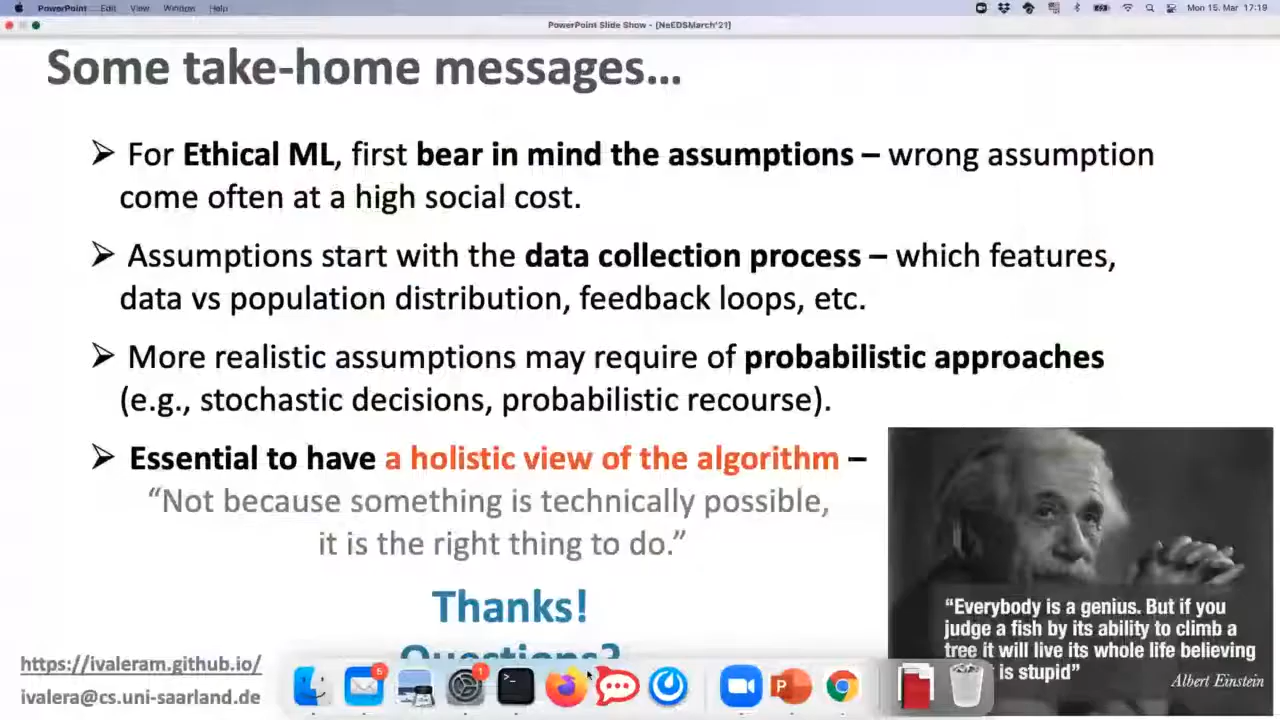 PowerPoint Edit View Window Help Mon 15. Mar 17:19
PowerPoint Slide Show - [NeEDSMarch'21]
Some take-home messages…
➢ For Ethical ML, first bear in mind the assumptions – wrong assumption
come often at a high social cost.
➢ Assumptions start with the data collection process – which features,
data vs population distribution, feedback loops, etc.
➢ More realistic assumptions may require of probabilistic approaches
(e.g., stochastic decisions, probabilistic recourse).
➢ Essential to have a holistic view of the algorithm –
“Not because something is technically possible,
it is the right thing to do.”
Thanks!
Questions?
https://ivaleram.github.io/
ivalera@cs.uni-saarland.de
“Everybody is a genius. But if you
judge a fish by its ability to climb a
tree it will live its whole life believing
is stupid”
Albert Einstein